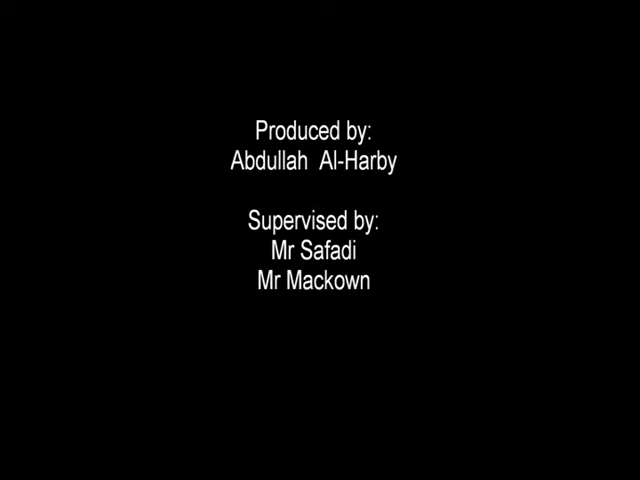 Produced by:
Abdullah Al-Harby
Supervised by:
Mr Safadi
Mr Mackown